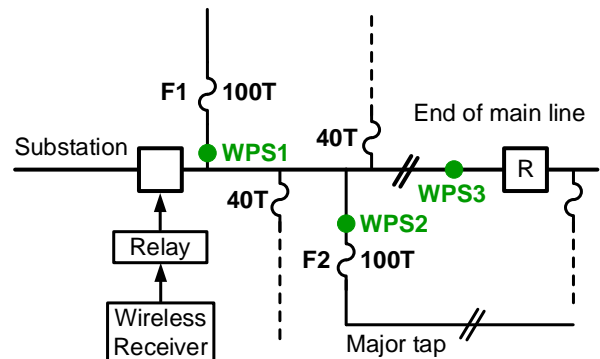 F1 100T
End of main line
Substation
WPS1
40T
R
WPS3
40T
WPS2
Relay
F2 100T
Wireless
Receiver
Major tap